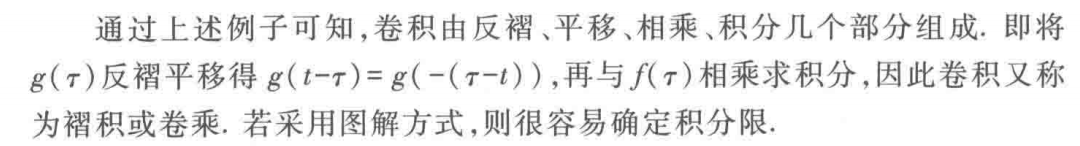 通过上述例子可知,卷积由反褶、平移、相乘、积分几个部分组成. 即将
g(τ)反褶平移得 g(t-τ)= g(-(τ-t)),再与f(τ)相乘求积分,因此卷积又称
为褶积或卷乘. 若采用图解方式,则很容易确定积分限.